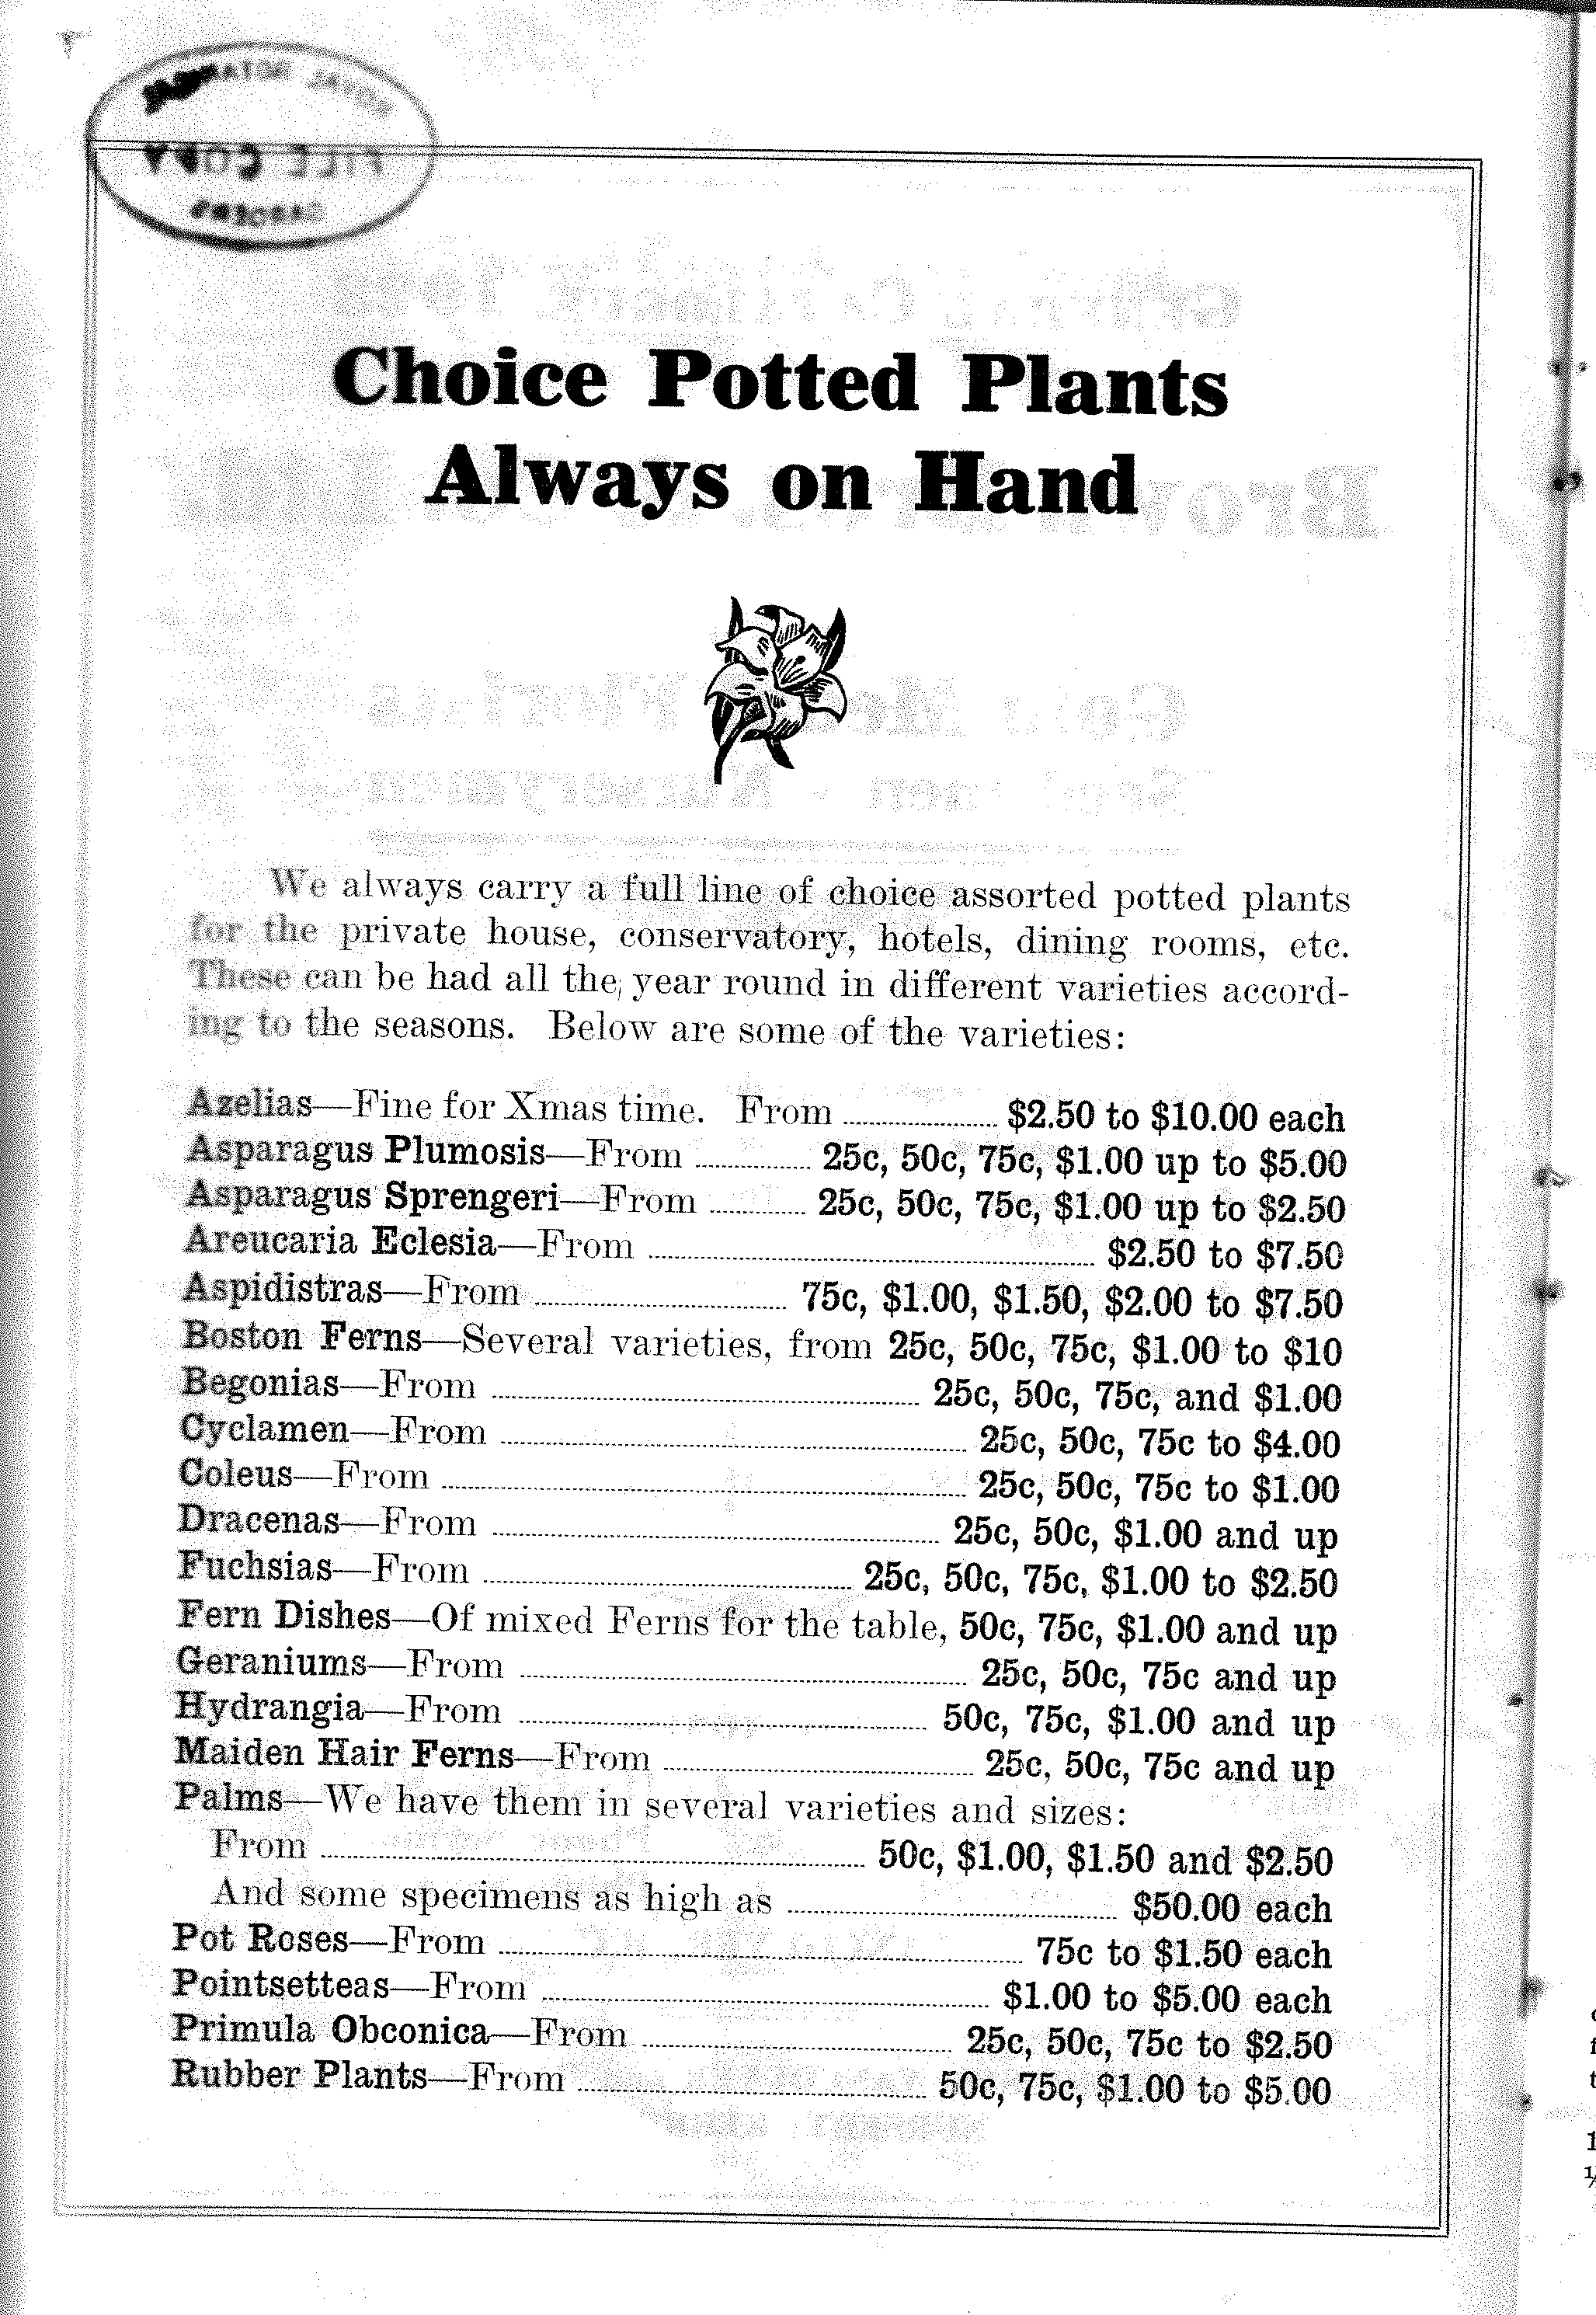 Choice Potted Plants
Always on Hand
We always carry a full line of choice assorted potted plants
for the private house, conservatory, hotels, dining rooms, etc.
These can be had all the, year round in different varieties accord-
ing to the seasons. Below are some of the varieties:
Azelias—Fine for Xmas time. From ........ $2.50 to $10.00 each
Asparagus Plumosis—From ........ 25c, 50c, 75c, $1.00 up to $5.00
Asparagus Sprengeri—From ........ 25c, 50c, 75c, $1.00 up to $2.50
Areucaria Eclesia—From ........ $2.50 to $7.50
Aspidistras—From ........ 75c, $1.00, $1.50, $2.00 to $7.50
Boston Ferns—Several varieties, from 25c, 50c, 75c, $1.00 to $10
Begonias—From ........ 25c, 50c, 75c, and $1.00
Cyclamen—From ........ 25c, 50c, 75c to $4.00
Coleus—From ........ 25c, 50c, 75c to $1.00
Dracenas—From ........ 25c, 50c, $1.00 and up
Fuchsias—From ........ 25c, 50c, 75c, $1.00 to $2.50
Fern Dishes—Of mixed Ferns for the table, 50c, 75c, $1.00 and up
Geraniums—From ........ 25c, 50c, 75c and up
Hydrangia—From ........ 50c, 75c, $1.00 and up
Maiden Hair Ferns—From ........ 25c, 50c, 75c and up
Palms—We have them in several varieties and sizes:
From ........ 50c, $1.00, $1.50 and $2.50
And some specimens as high as ........ $50.00 each
Pot Roses—From ........ 75c to $1.50 each
Pointsetteas—From ........ $1.00 to $5.00 each
Primula Obconica—From ........ 25c, 50c, 75c to $2.50
Rubber Plants—From ........ 50c, 75c, $1.00 to $5.00